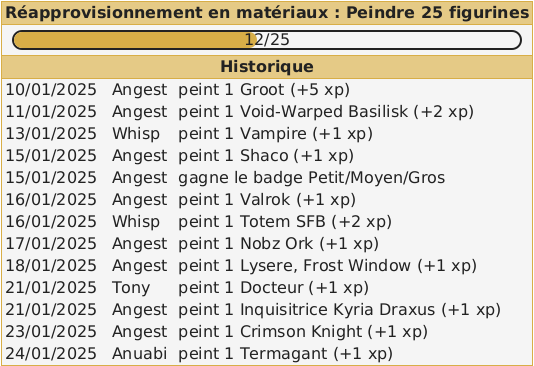 Réapprovisionnement en matériaux : Peindre 25 figurines
12/25
Historique
10/01/2025 Angest peint 1 Groot (+5 xp)
11/01/2025 Angest peint 1 Void-Warped Basilisk (+2 xp)
13/01/2025 Whisp peint 1 Vampire (+1 xp)
15/01/2025 Angest peint 1 Shaco (+1 xp)
15/01/2025 Angest gagne le badge Petit/Moyen/Gros
16/01/2025 Angest peint 1 Valrok (+1 xp)
16/01/2025 Whisp peint 1 Totem SFB (+2 xp)
17/01/2025 Angest peint 1 Nobz Ork (+1 xp)
18/01/2025 Angest peint 1 Lysere, Frost Window (+1 xp)
21/01/2025 Tony peint 1 Docteur (+1 xp)
21/01/2025 Angest peint 1 Inquisitrice Kyria Draxus (+1 xp)
23/01/2025 Angest peint 1 Crimson Knight (+1 xp)
24/01/2025 Anuabi peint 1 Termagant (+1 xp)